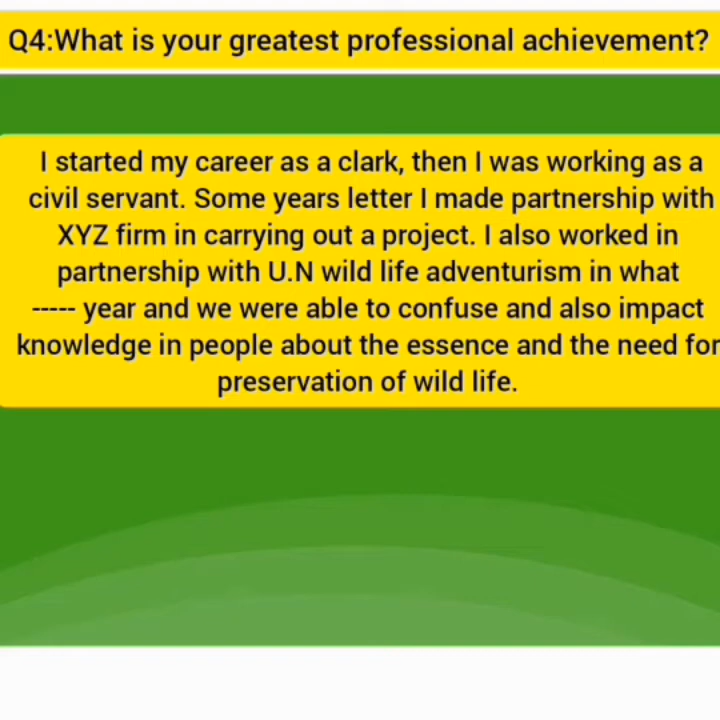 Q4:What is your greatest professional achievement?
I started my career as a clark, then I was working as a
civil servant. Some years letter I made partnership with
XYZ firm in carrying out a project. I also worked in
partnership with U.N wild life adventurism in what
----- year and we were able to confuse and also impact
knowledge in people about the essence and the need for
preservation of wild life.